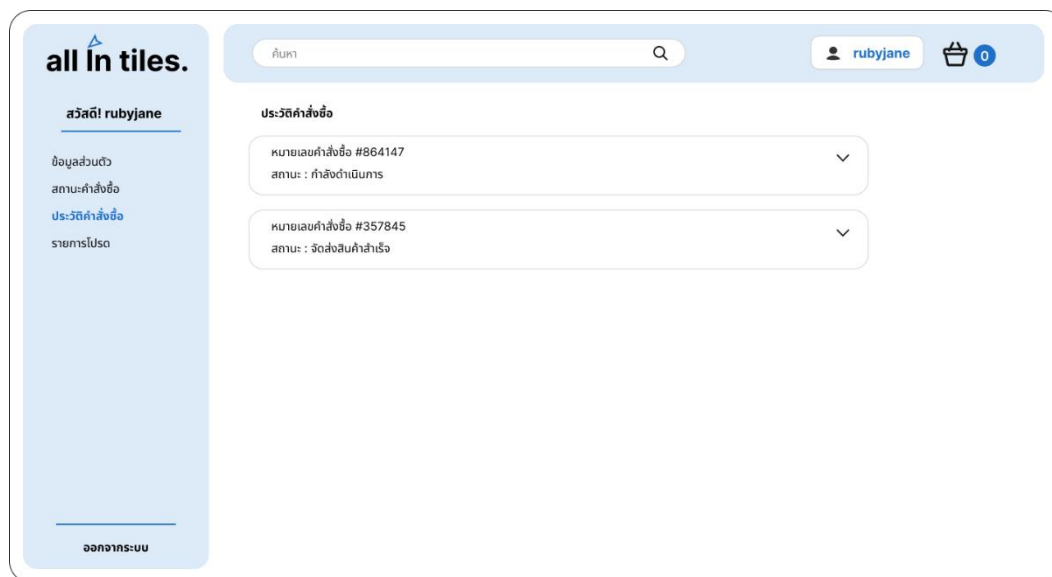 all in tiles.
สวัสดี! rubyjane
ข้อมูลส่วนตัว
สถานะคำสั่งซื้อ
ประวัติคำสั่งซื้อ
รายการโปรด
ออกจากระบบ
ค้นหา
rubyjane
0
ประวัติคำสั่งซื้อ
หมายเลขคำสั่งซื้อ #864147
สถานะ : กำลังดำเนินการ
หมายเลขคำสั่งซื้อ #357845
สถานะ : จัดส่งสินค้าสำเร็จ